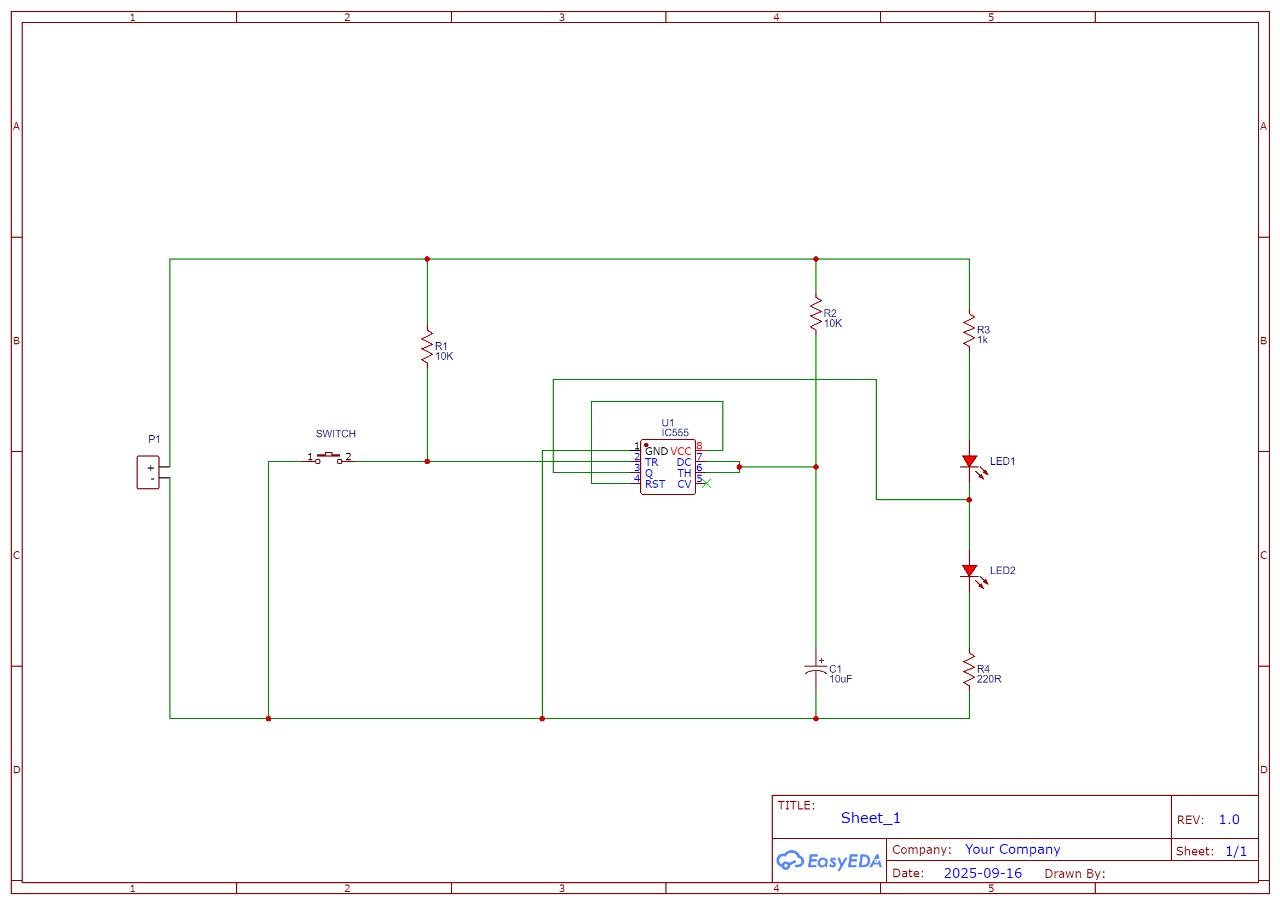 1 2 3 4 5
A A
B B
C C
D D
R1
10K
R2
10K
R3
1k
P1
+
-
SWITCH
1 2
U1
IC555
1 GND VCC 8
2 TR DC 7
3 Q TH 6
4 RST CV 5
LED1
LED2
+
C1
10uF
R4
220R
TITLE:
Sheet_1
REV: 1.0
EasyEDA
Company: Your Company
Sheet: 1/1
Date: 2025-09-16 Drawn By:
1 2 3 4 5